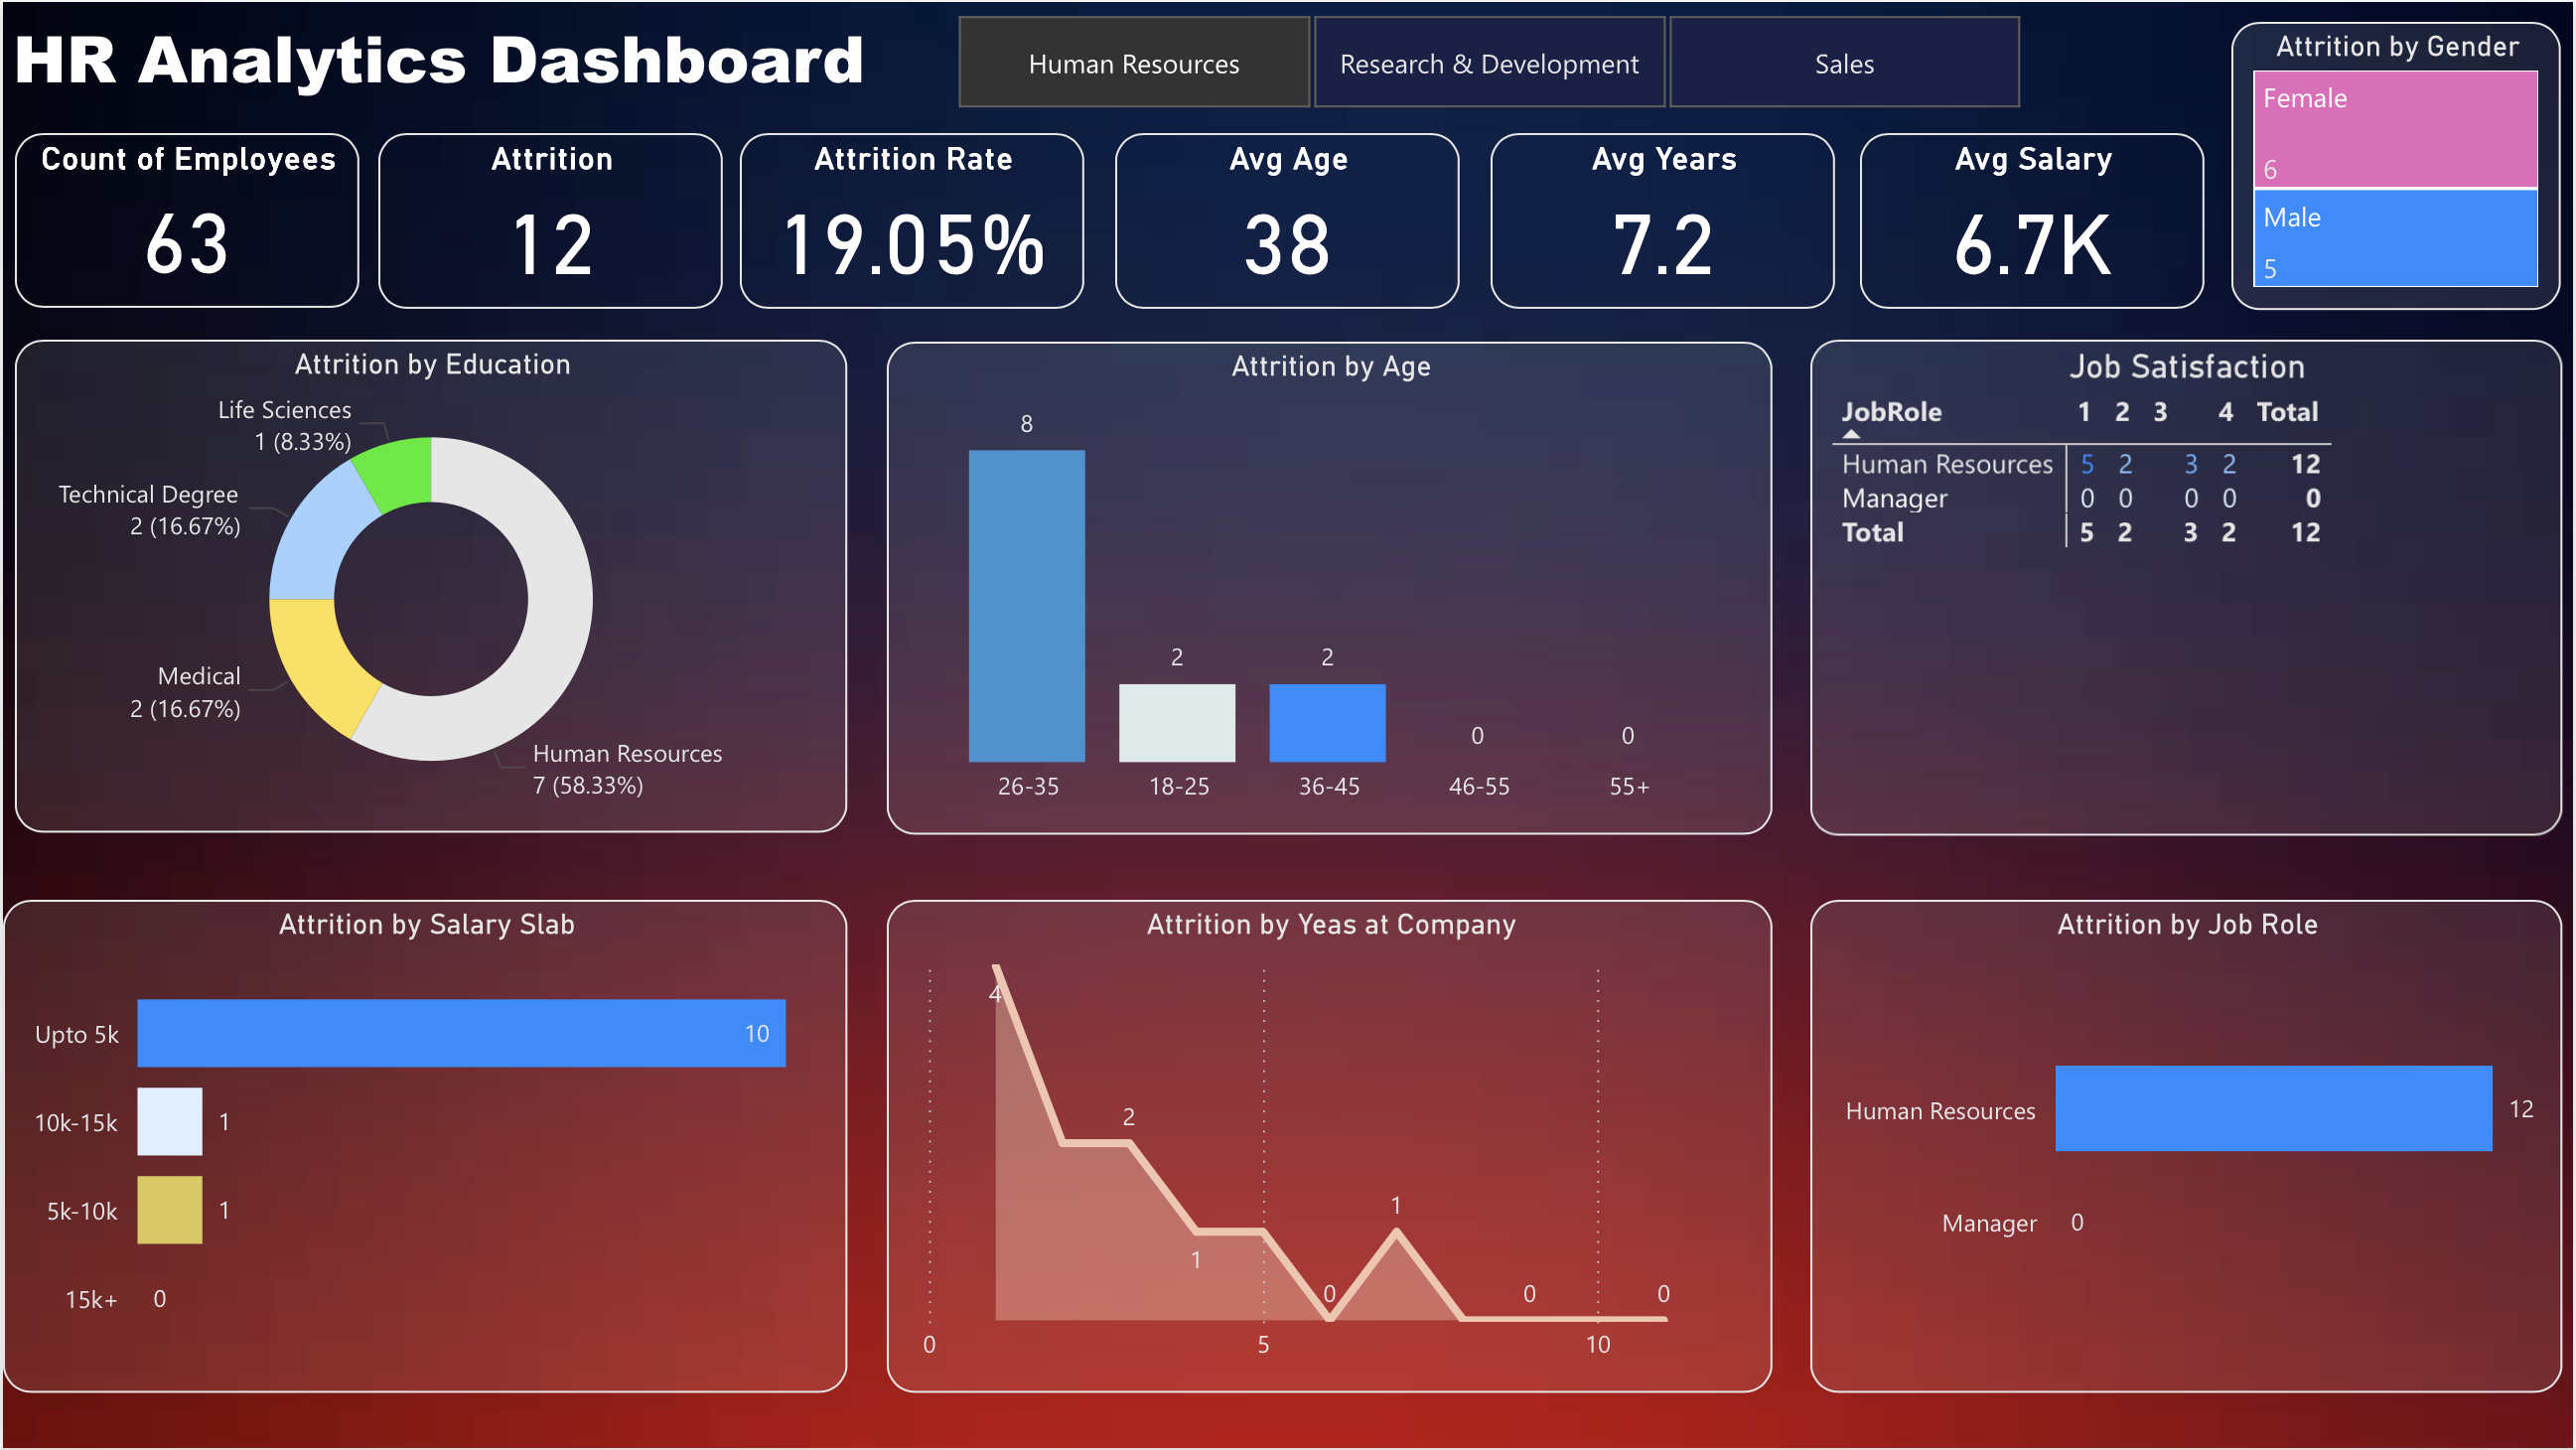 HR Analytics Dashboard
Human Resources
Research & Development
Sales
Attrition by Gender
Female
6
Male
5
Count of Employees
63
Attrition
12
Attrition Rate
19.05%
Avg Age
38
Avg Years
7.2
Avg Salary
6.7K
Attrition by Education
Life Sciences
1 (8.33%)
Technical Degree
2 (16.67%)
Medical
2 (16.67%)
Human Resources
7 (58.33%)
Attrition by Age
8
2
2
0
0
26-35 18-25 36-45 46-55 55+
Job Satisfaction
JobRole 1 2 3 4 Total
Human Resources 5 2 3 2 12
Manager 0 0 0 0 0
Total 5 2 3 2 12
Attrition by Salary Slab
Upto 5k 10
10k-15k 1
5k-10k 1
15k+ 0
Attrition by Yeas at Company
4
2
1
0
1
0
0
0 5 10
Attrition by Job Role
Human Resources 12
Manager 0